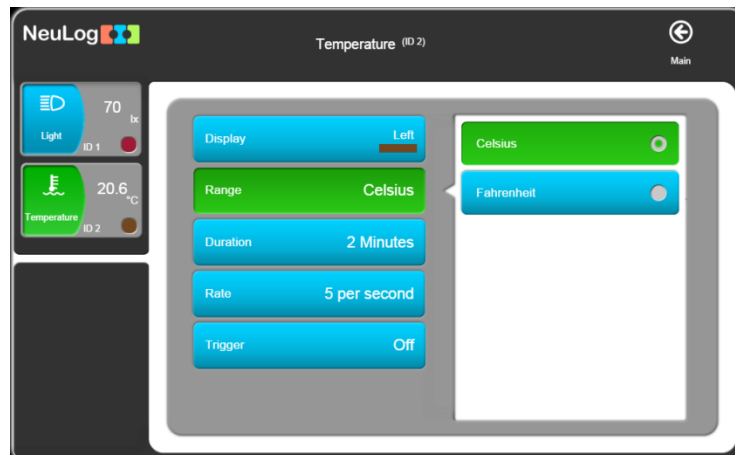 NeuLog
Temperature (ID 2)
Main
70
lx
Light
ID 1
20.6
°C
Temperature
ID 2
Display Left
Range Celsius
Duration 2 Minutes
Rate 5 per second
Trigger Off
Celsius
Fahrenheit